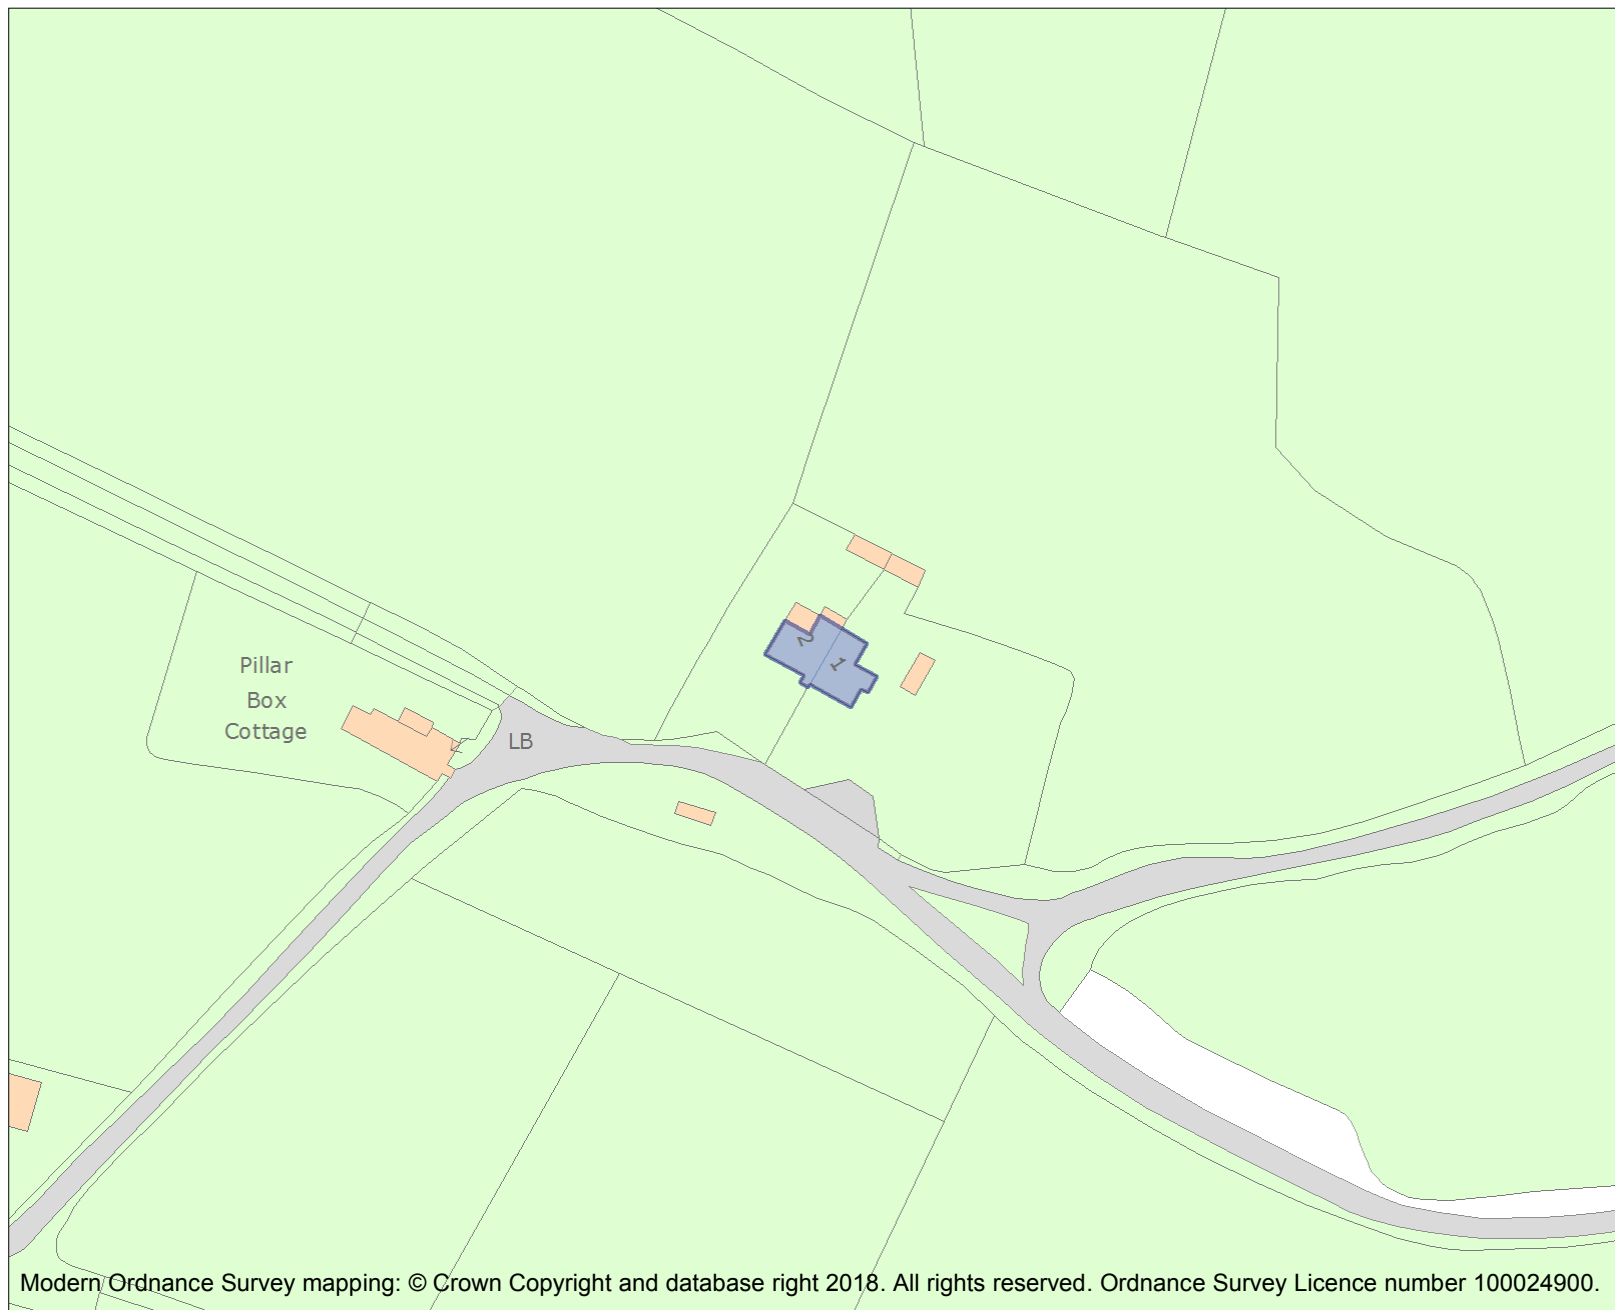 2
1
Pillar
Box
Cottage
LB
Modern Ordnance Survey mapping: © Crown Copyright and database right 2018. All rights reserved. Ordnance Survey Licence number 100024900.